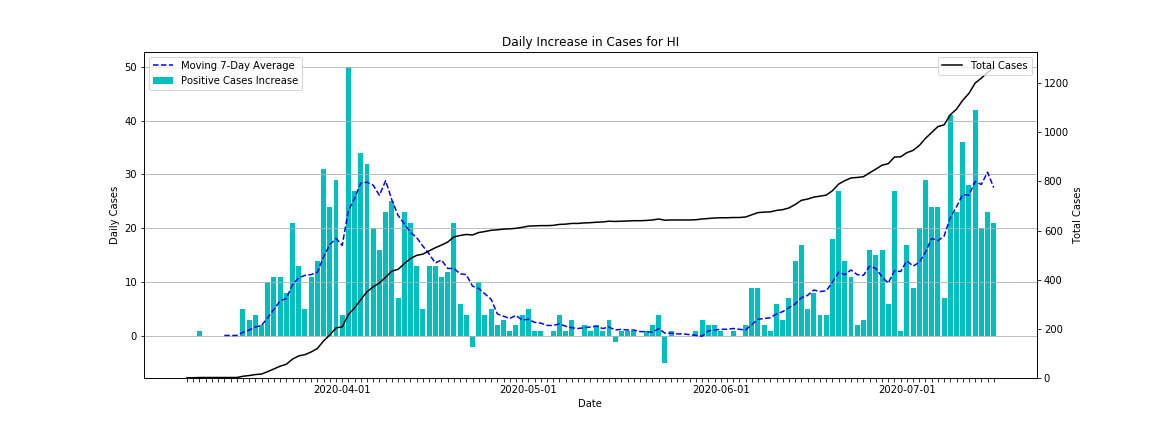 Daily Increase in Cases for HI
Moving 7-Day Average
Positive Cases Increase
Total Cases
50
40
30
20
10
0
Daily Cases
1200
1000
800
600
400
200
0
Total Cases
2020-04-01
2020-05-01
2020-06-01
2020-07-01
Date